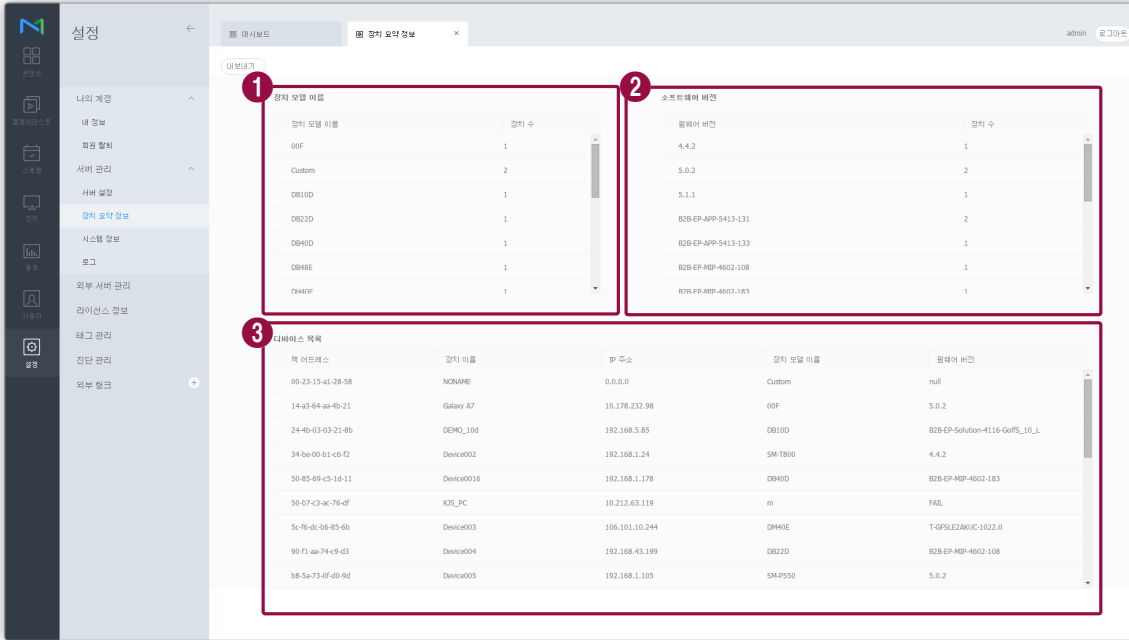 설정
←
대시보드
장치 요약 정보
×
admin
로그아웃
콘텐츠
플레이리스트
스케줄
장치
통계
사용자
설정
나의 계정
내 정보
회원 탈퇴
서버 관리
서버 설정
장치 요약 정보
시스템 정보
로그
외부 서버 관리
라이선스 정보
태그 관리
진단 관리
외부 링크
+
내보내기
1
장치 모델 이름
장치 모델 이름 장치 수
00F 1
Custom 2
DB10D 1
DB22D 1
DB40D 1
DB48E 1
DH40E 1
2
소프트웨어 버전
펌웨어 버전 장치 수
4.4.2 1
5.0.2 2
5.1.1 1
B2B-EP-APP-5413-131 2
B2B-EP-APP-5413-133 1
B2B-EP-MIP-4602-108 1
B2B-EP-MIP-4602-183 1
3
디바이스 목록
맥 어드레스 장치 이름 IP 주소 장치 모델 이름 펌웨어 버전
00-23-15-a1-28-58 NONAME 0.0.0.0 Custom null
14-a3-64-aa-4b-21 Galaxy A7 10.178.232.98 00F 5.0.2
24-4b-03-03-21-8b DEMO_10d 192.168.5.85 DB10D B2B-EP-Solution-4116-GolfS_10_L
34-be-00-b1-c6-f2 Device002 192.168.1.24 SM-T800 4.4.2
50-85-69-c5-1d-11 Device0016 192.168.1.178 DB40D B2B-EP-MIP-4602-183
50-b7-c3-ac-76-df KJS_PC 10.212.63.119 m FAIL
5c-f6-dc-b6-85-6b Device003 106.101.10.244 DM40E T-GFSLE2AKUC-1022.0
90-f1-aa-74-c9-d3 Device004 192.168.43.199 DB22D B2B-EP-MIP-4602-108
b8-5a-73-0f-d0-9d Device005 192.168.1.105 SM-P550 5.0.2